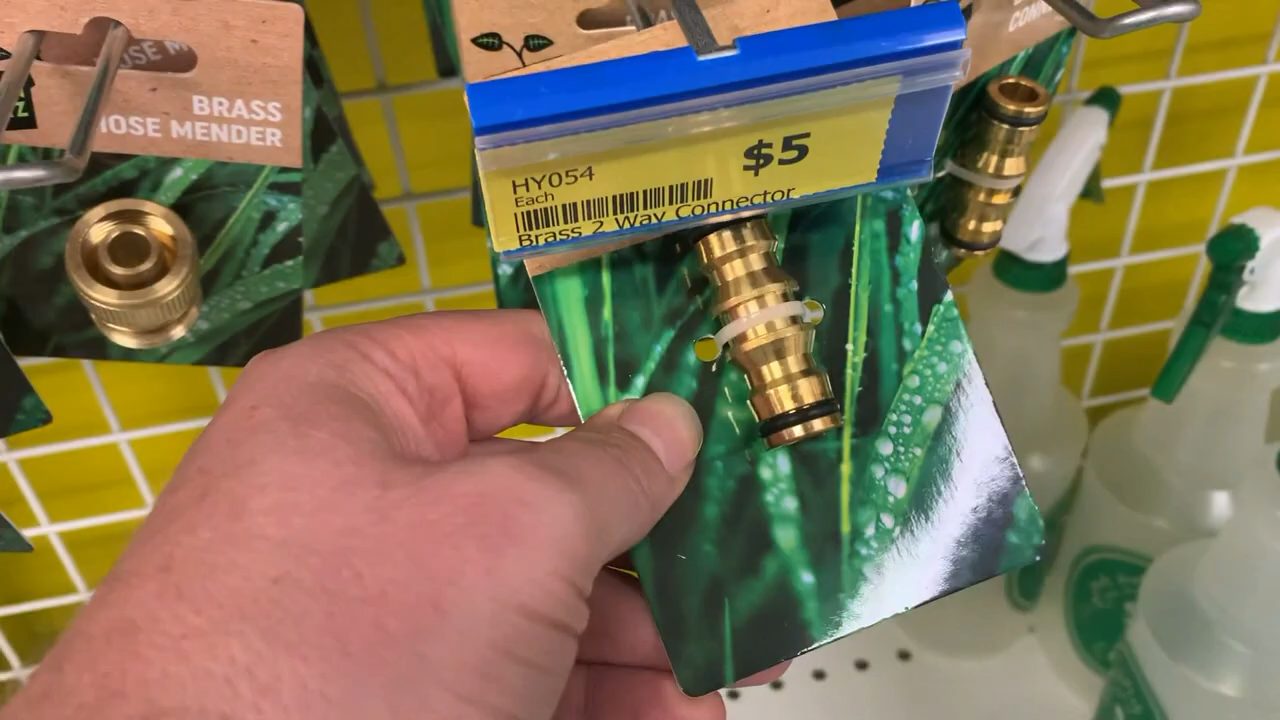 BRASS
HOSE MENDER
HY054
Each
$5
Brass 2 Way Connector